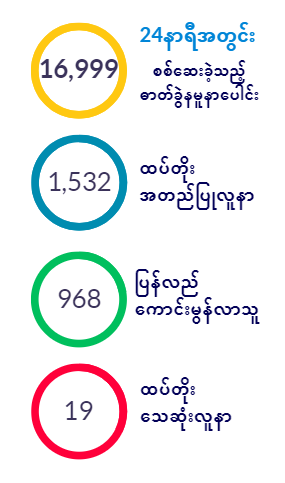 24နာရီအတွင်း
16,999
စစ်ဆေးခဲ့သည့်
ဓာတ်ခွဲနမူနာပေါင်း
1,532
ထပ်တိုး
အတည်ပြုလူနာ
968
ပြန်လည်
ကောင်းမွန်လာသူ
19
ထပ်တိုး
သေဆုံးလူနာ